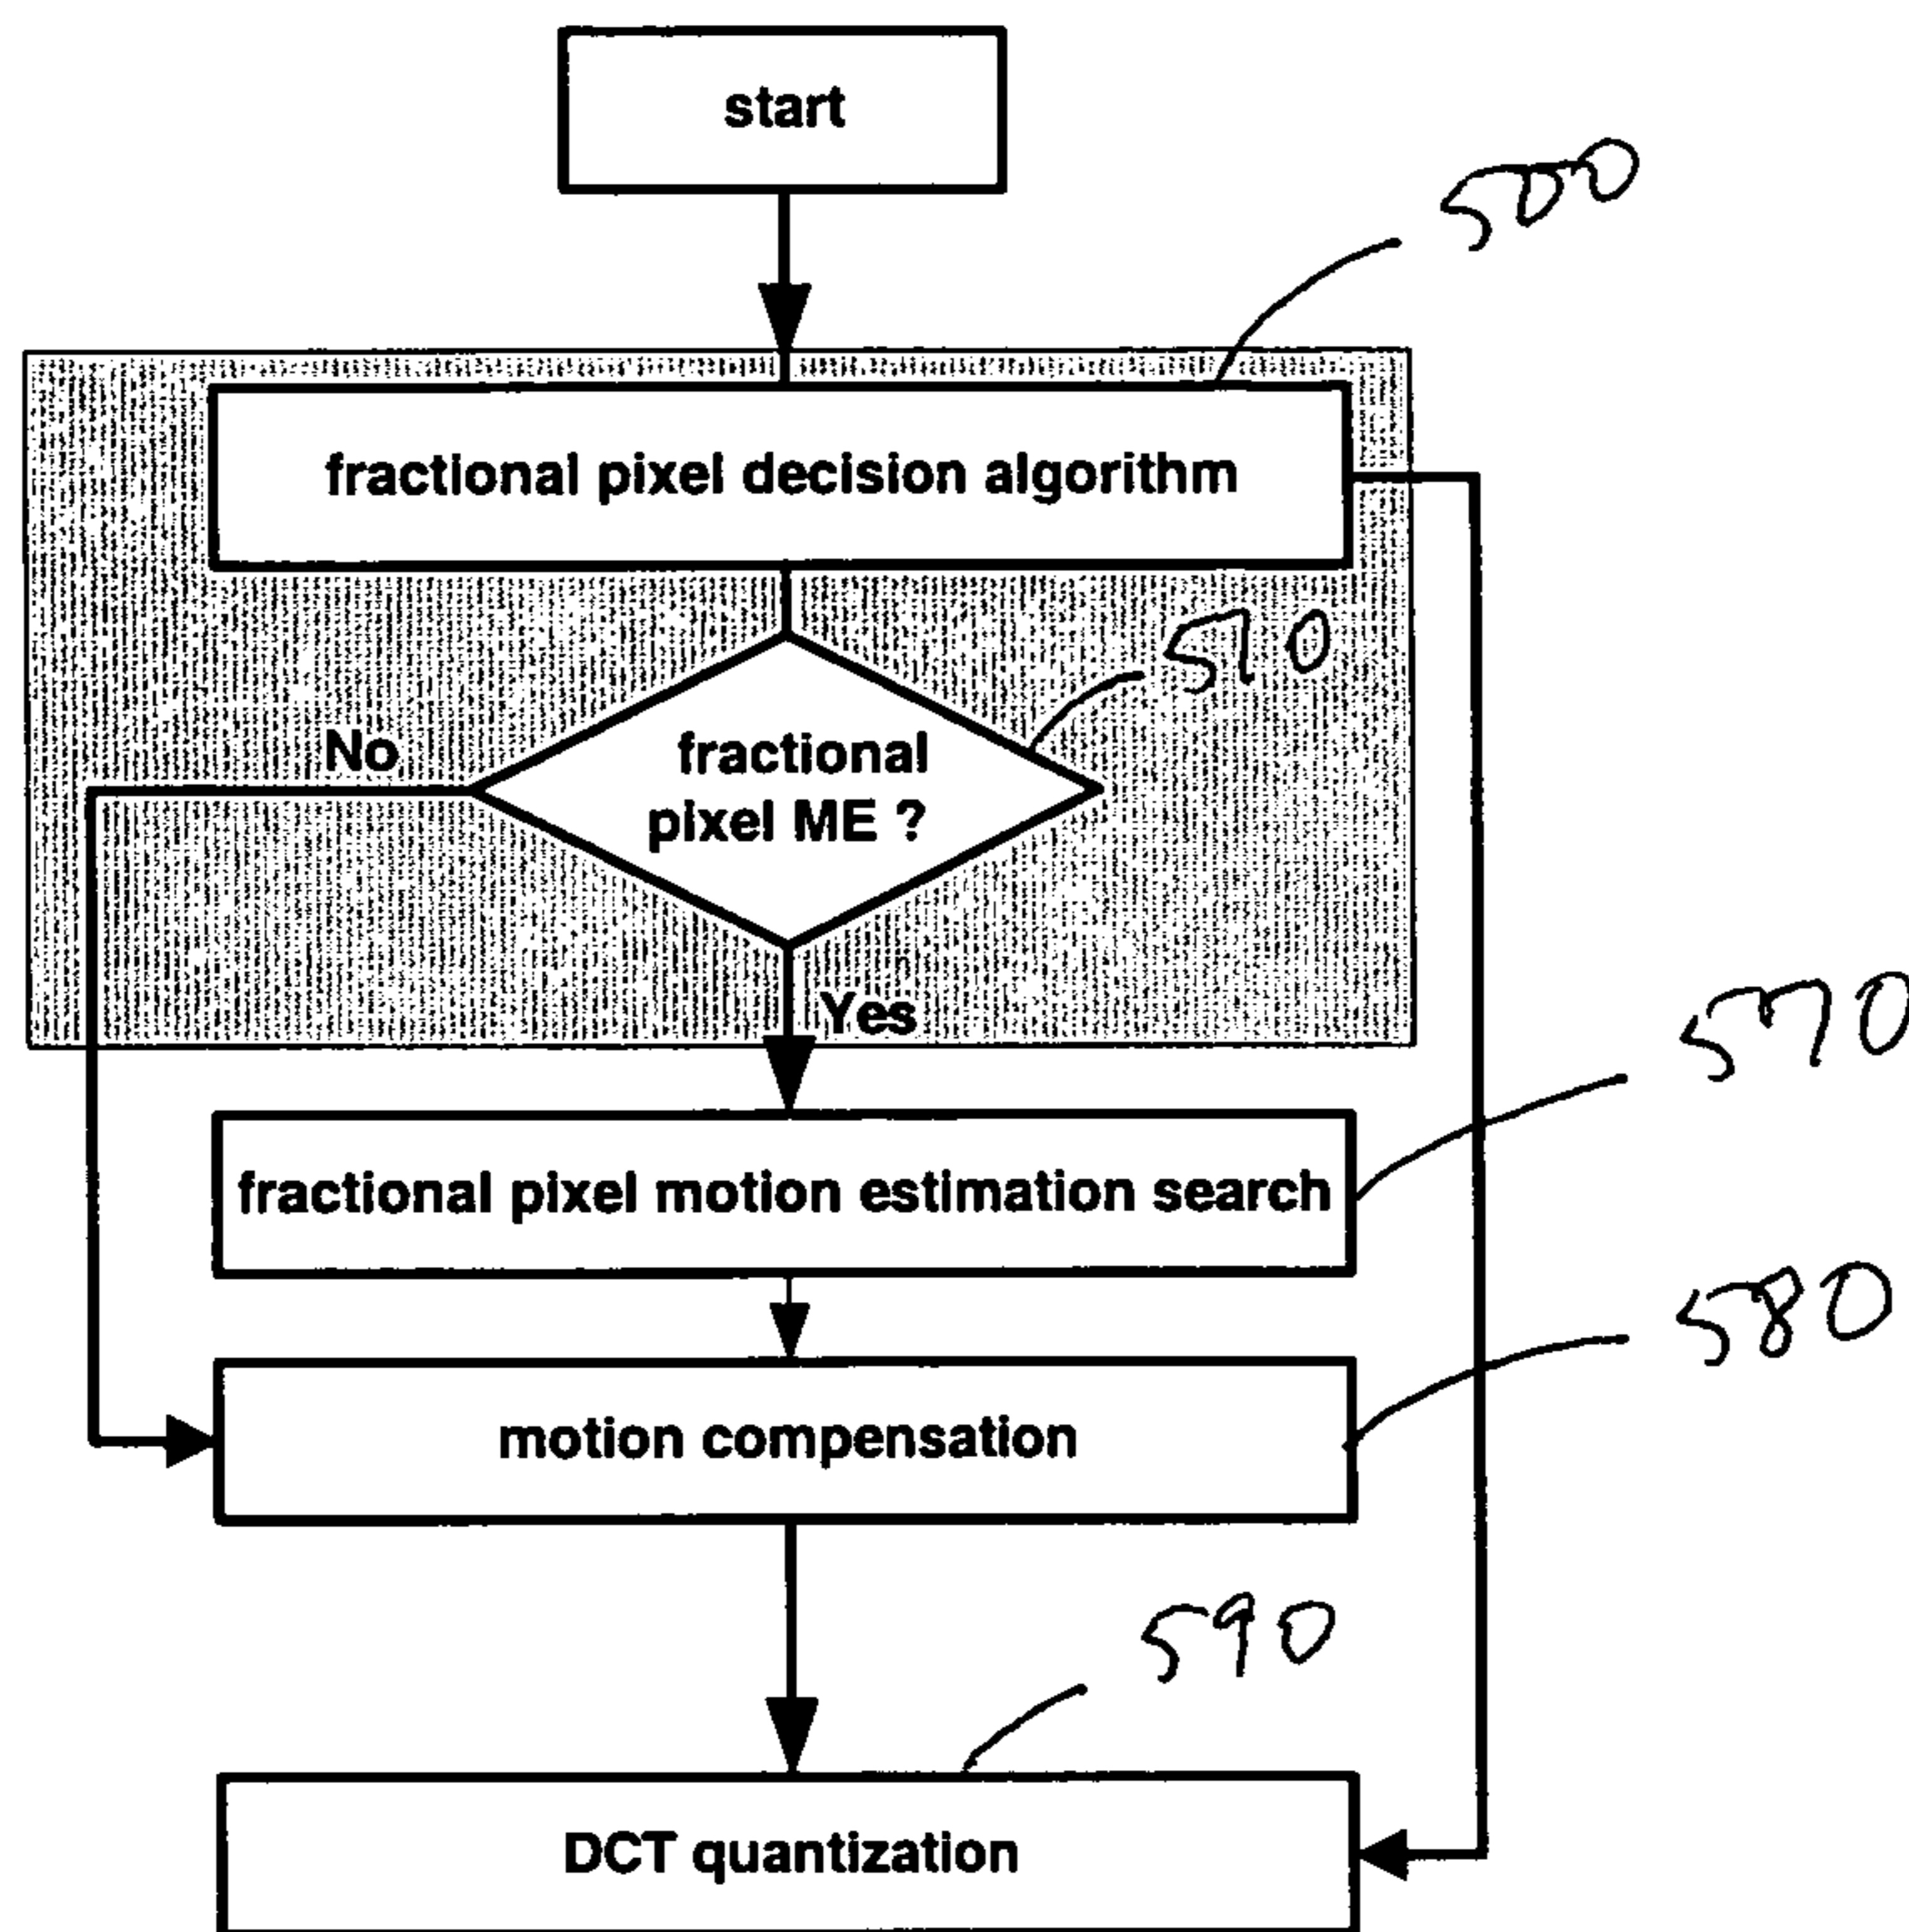 start
500
fractional pixel decision algorithm
510
No
fractional
pixel ME ?
Yes
570
fractional pixel motion estimation search
580
motion compensation
590
DCT quantization